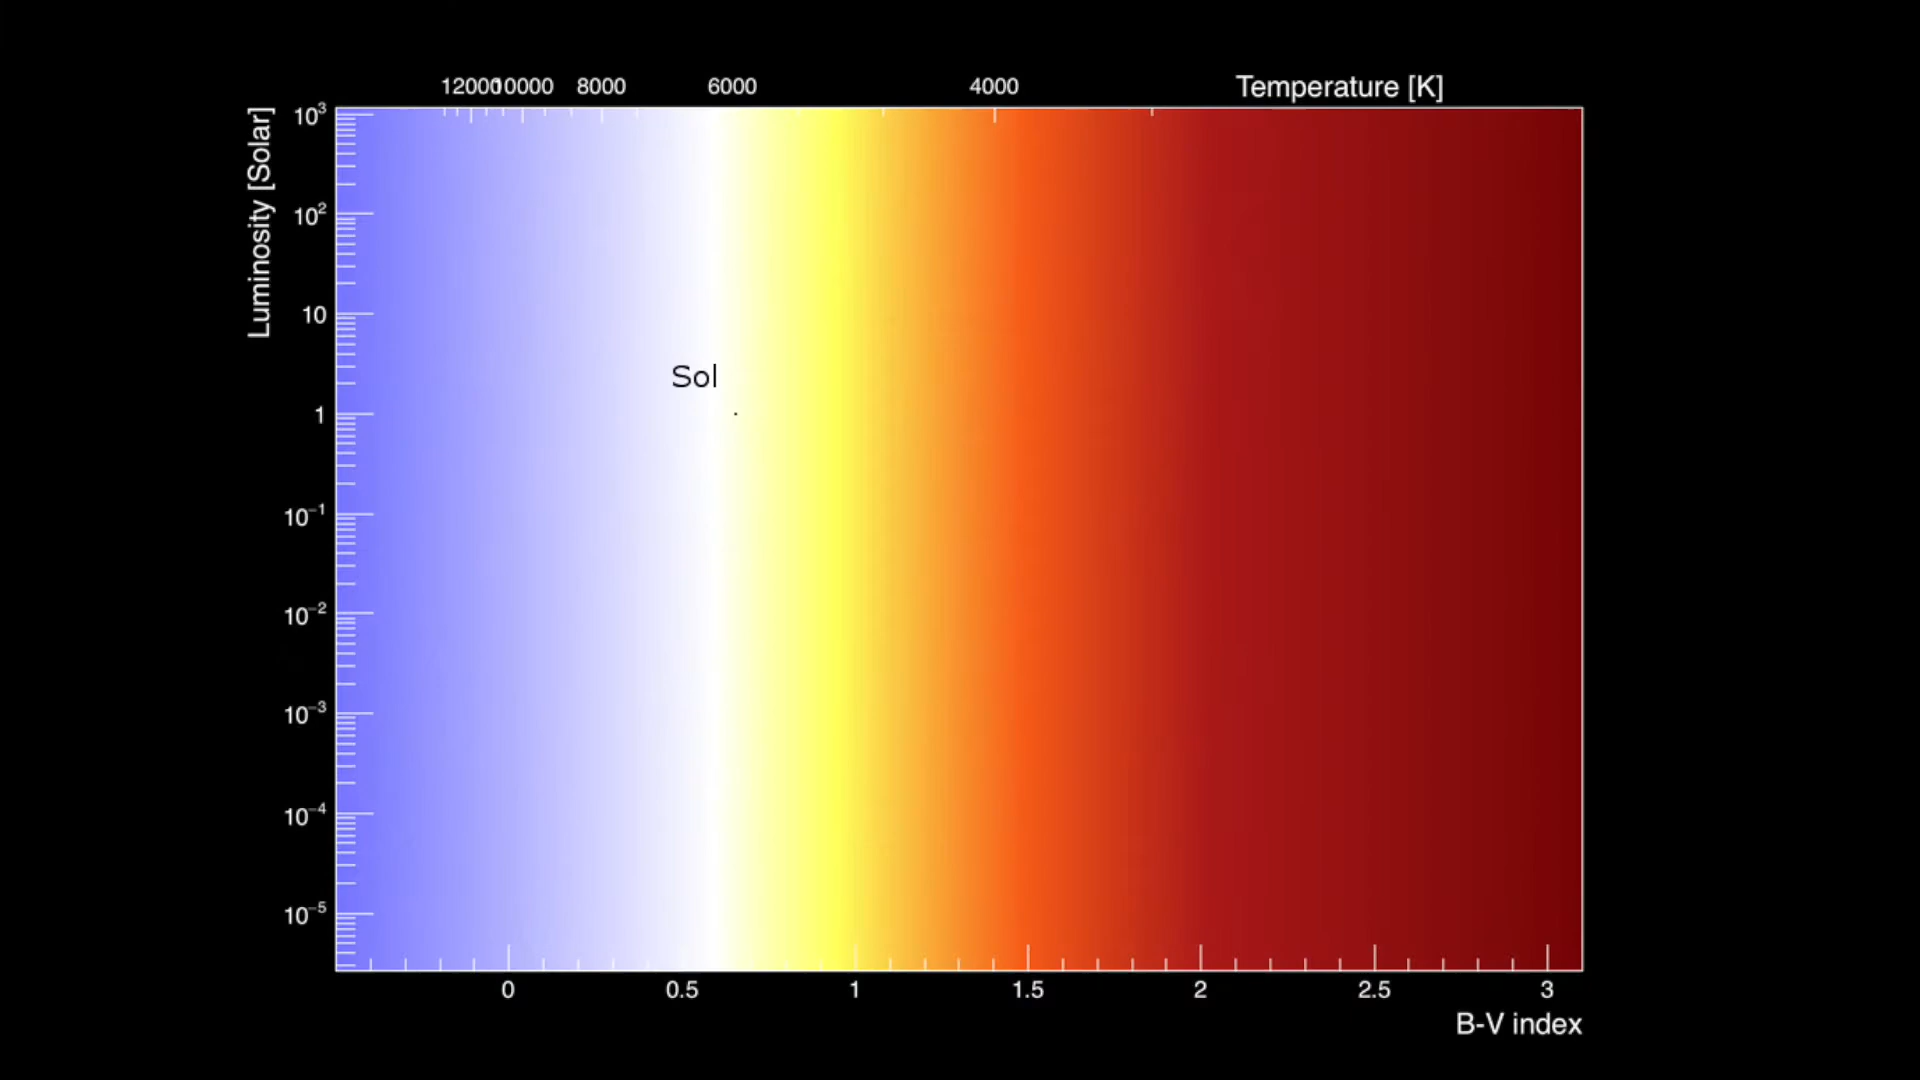 12000 10000 8000 6000 4000 Temperature [K]
Luminosity [Solar]
10³
10²
10
Sol
1
10⁻¹
10⁻²
10⁻³
10⁻⁴
10⁻⁵
0 0.5 1 1.5 2 2.5 3
B-V index